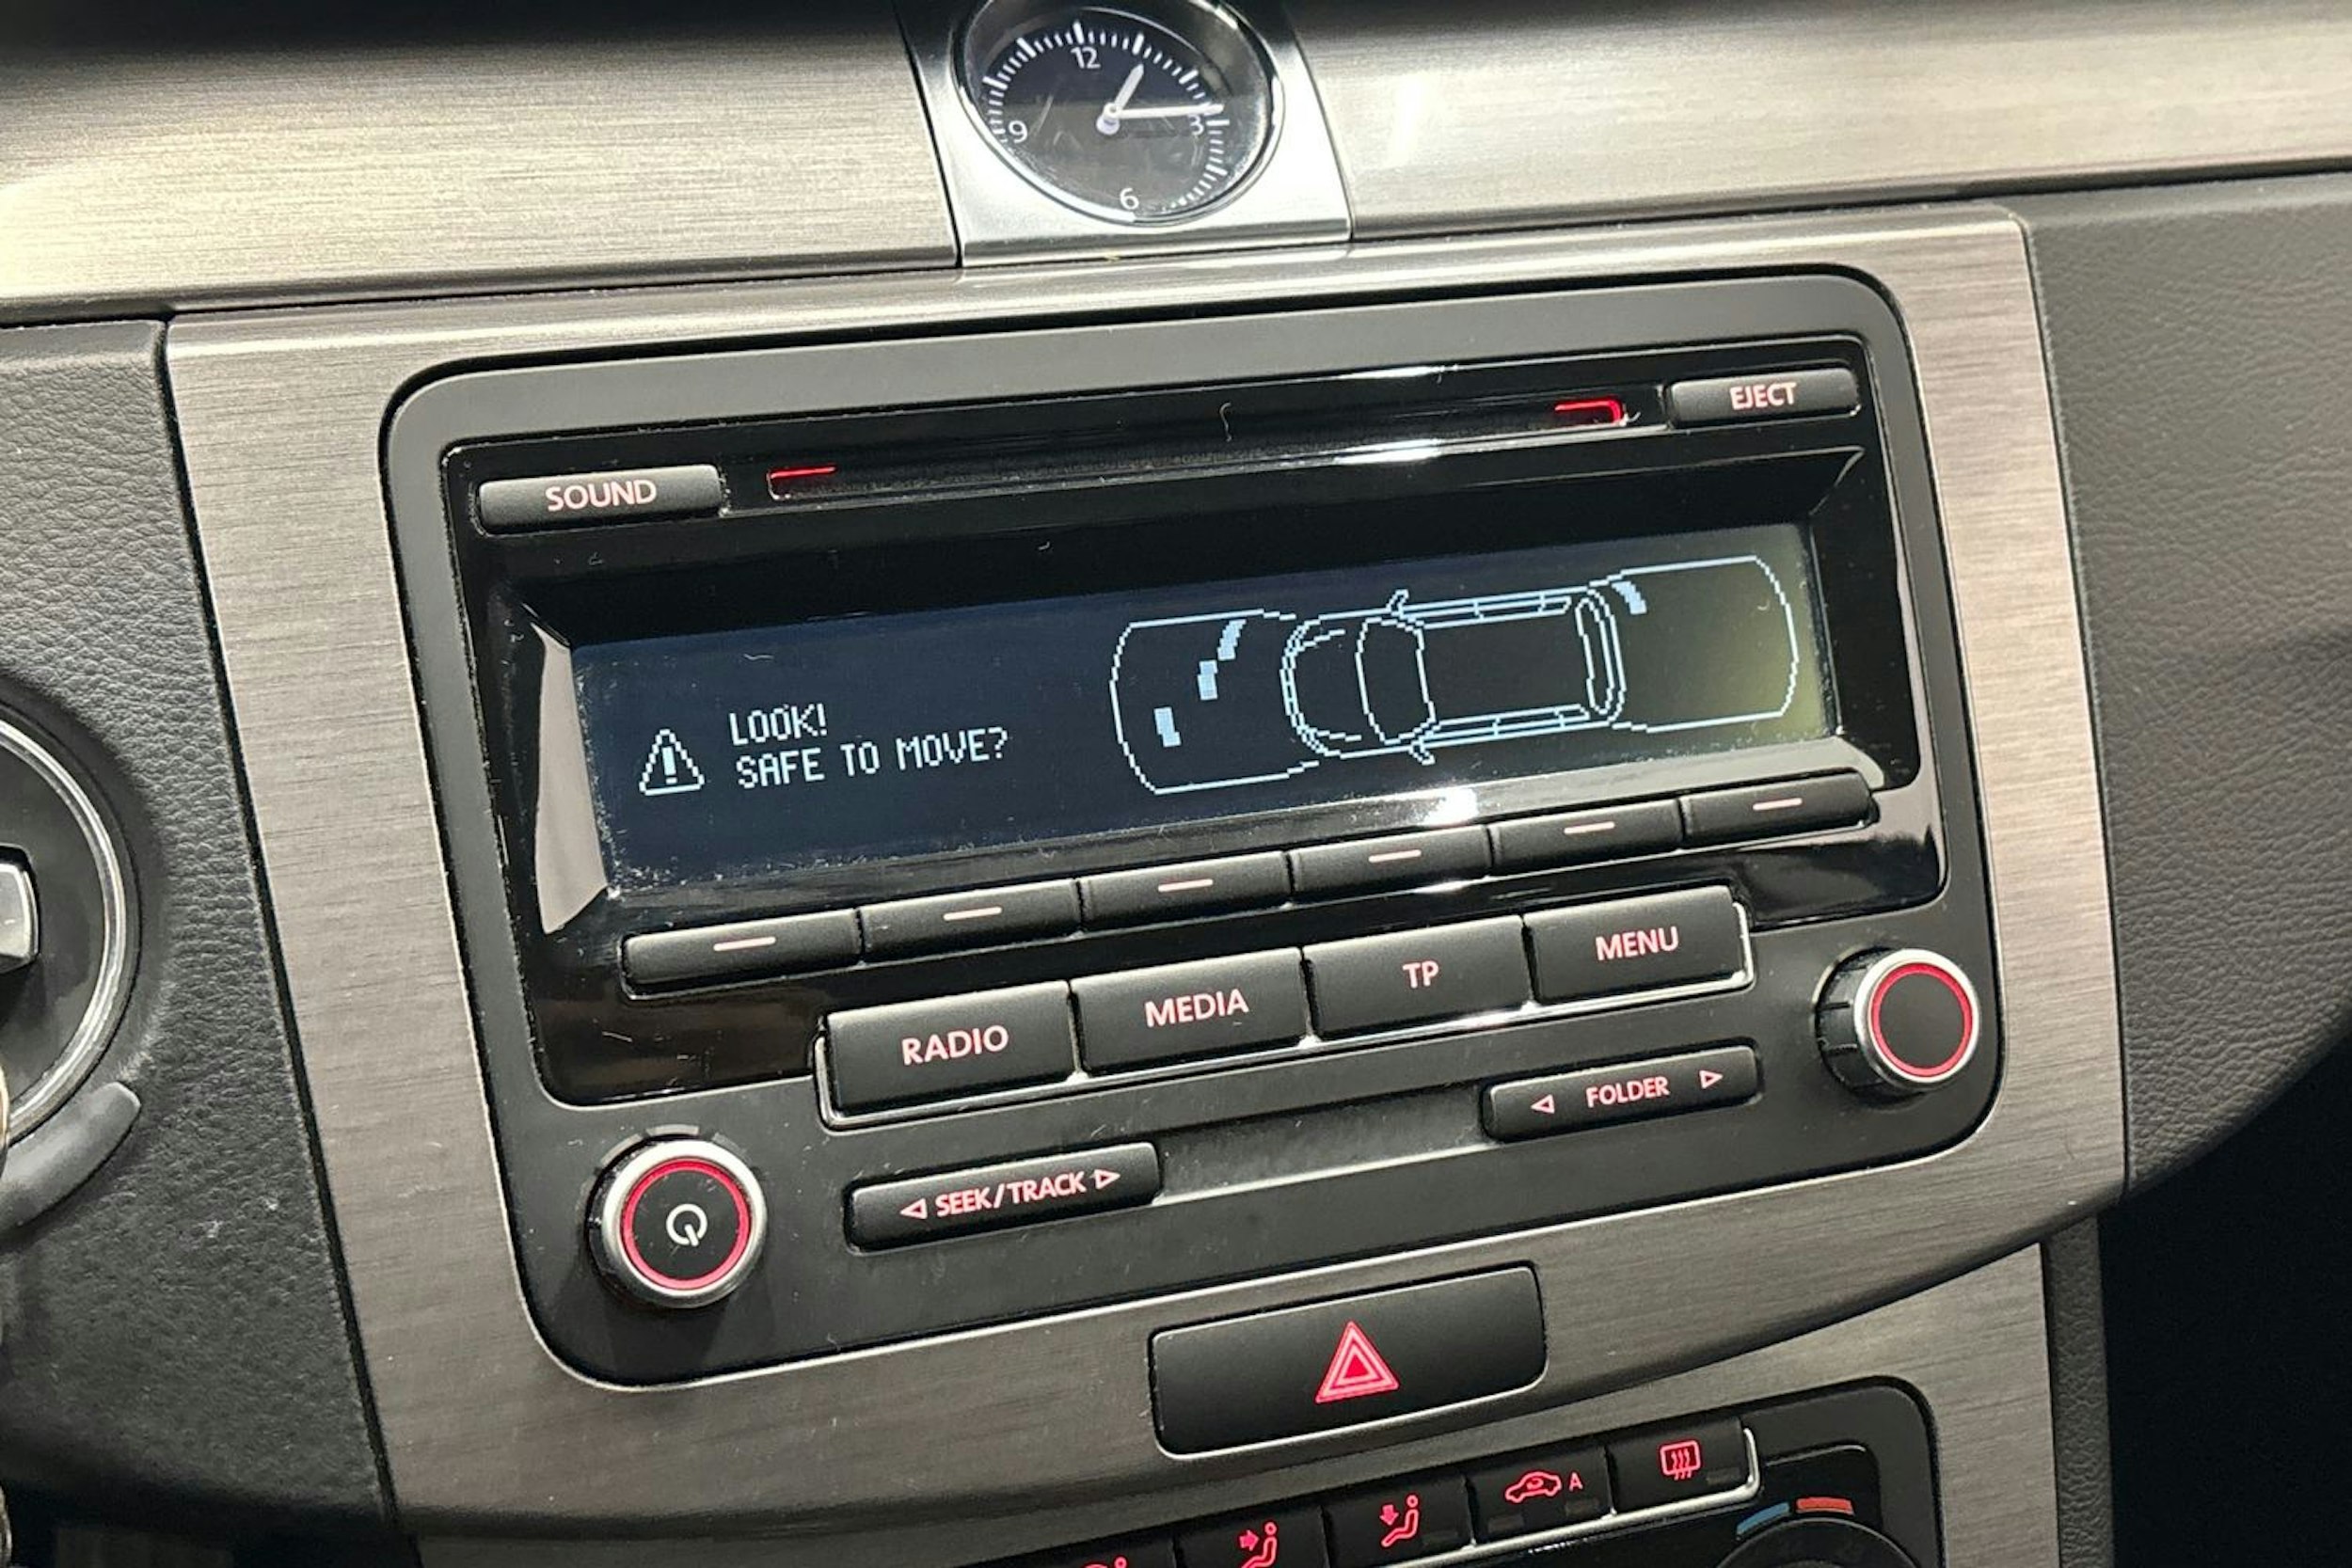 12
9
3
6
EJECT
SOUND
LOOK!
SAFE TO MOVE?
MENU
TP
MEDIA
RADIO
FOLDER
SEEK/TRACK
A